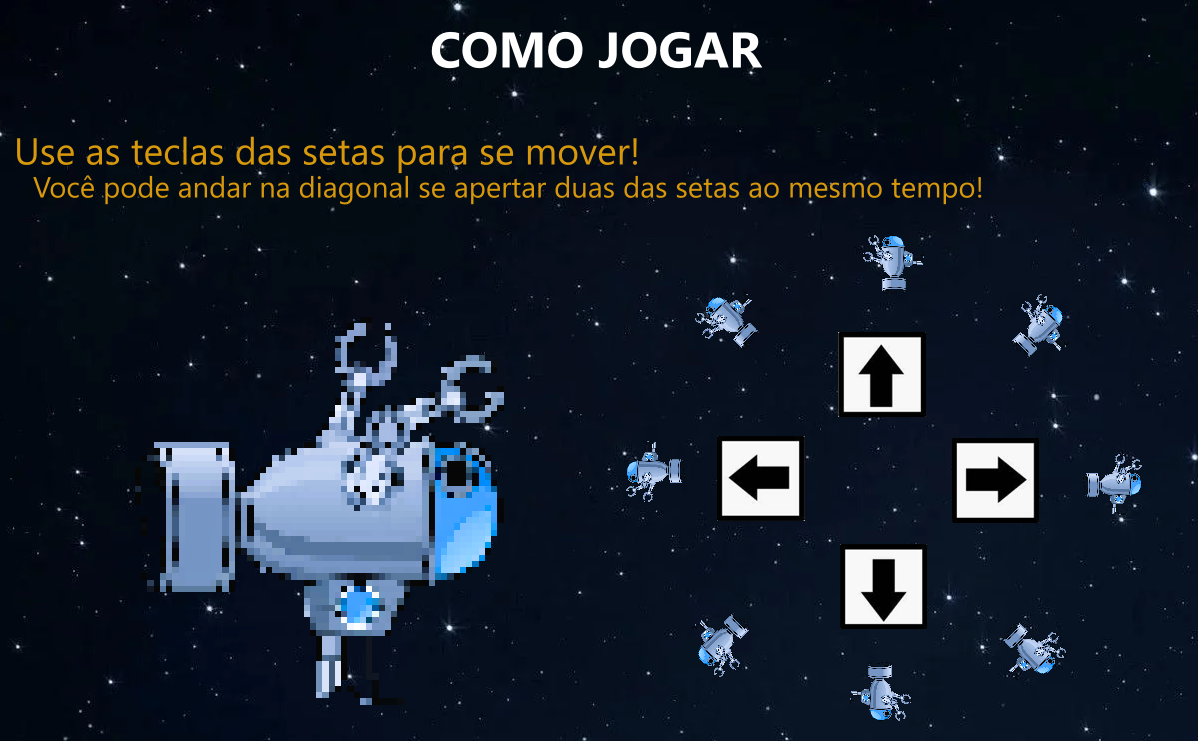 COMO JOGAR
Use as teclas das setas para se mover!
Você pode andar na diagonal se apertar duas das setas ao mesmo tempo!